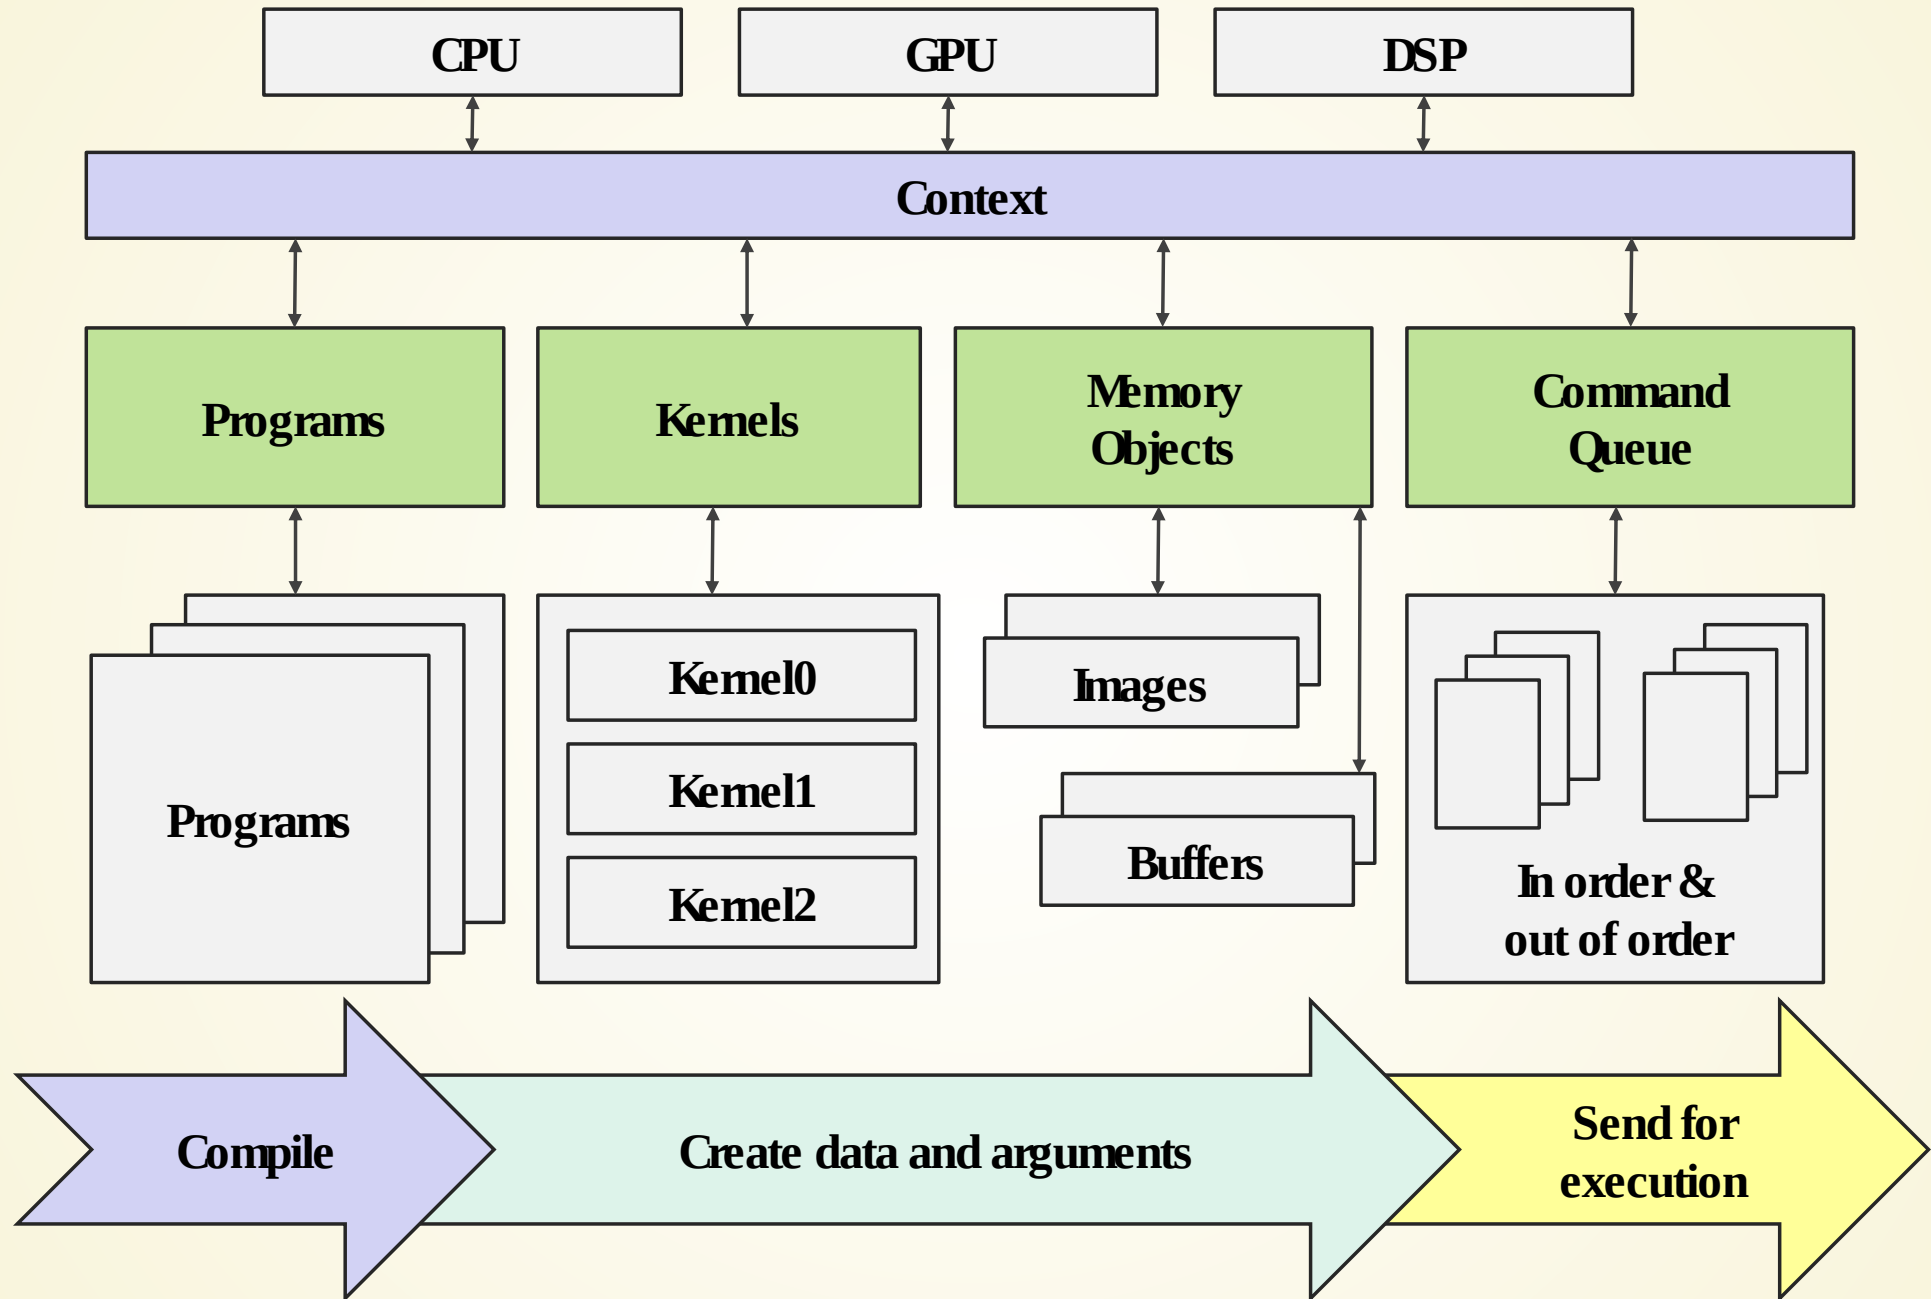 CPU
GPU
DSP
Context
Programs
Kernels
Memory
Objects
Command
Queue
Programs
Kernel0
Kernel1
Kernel2
Images
Buffers
In order &
out of order
Compile
Create data and arguments
Send for
execution